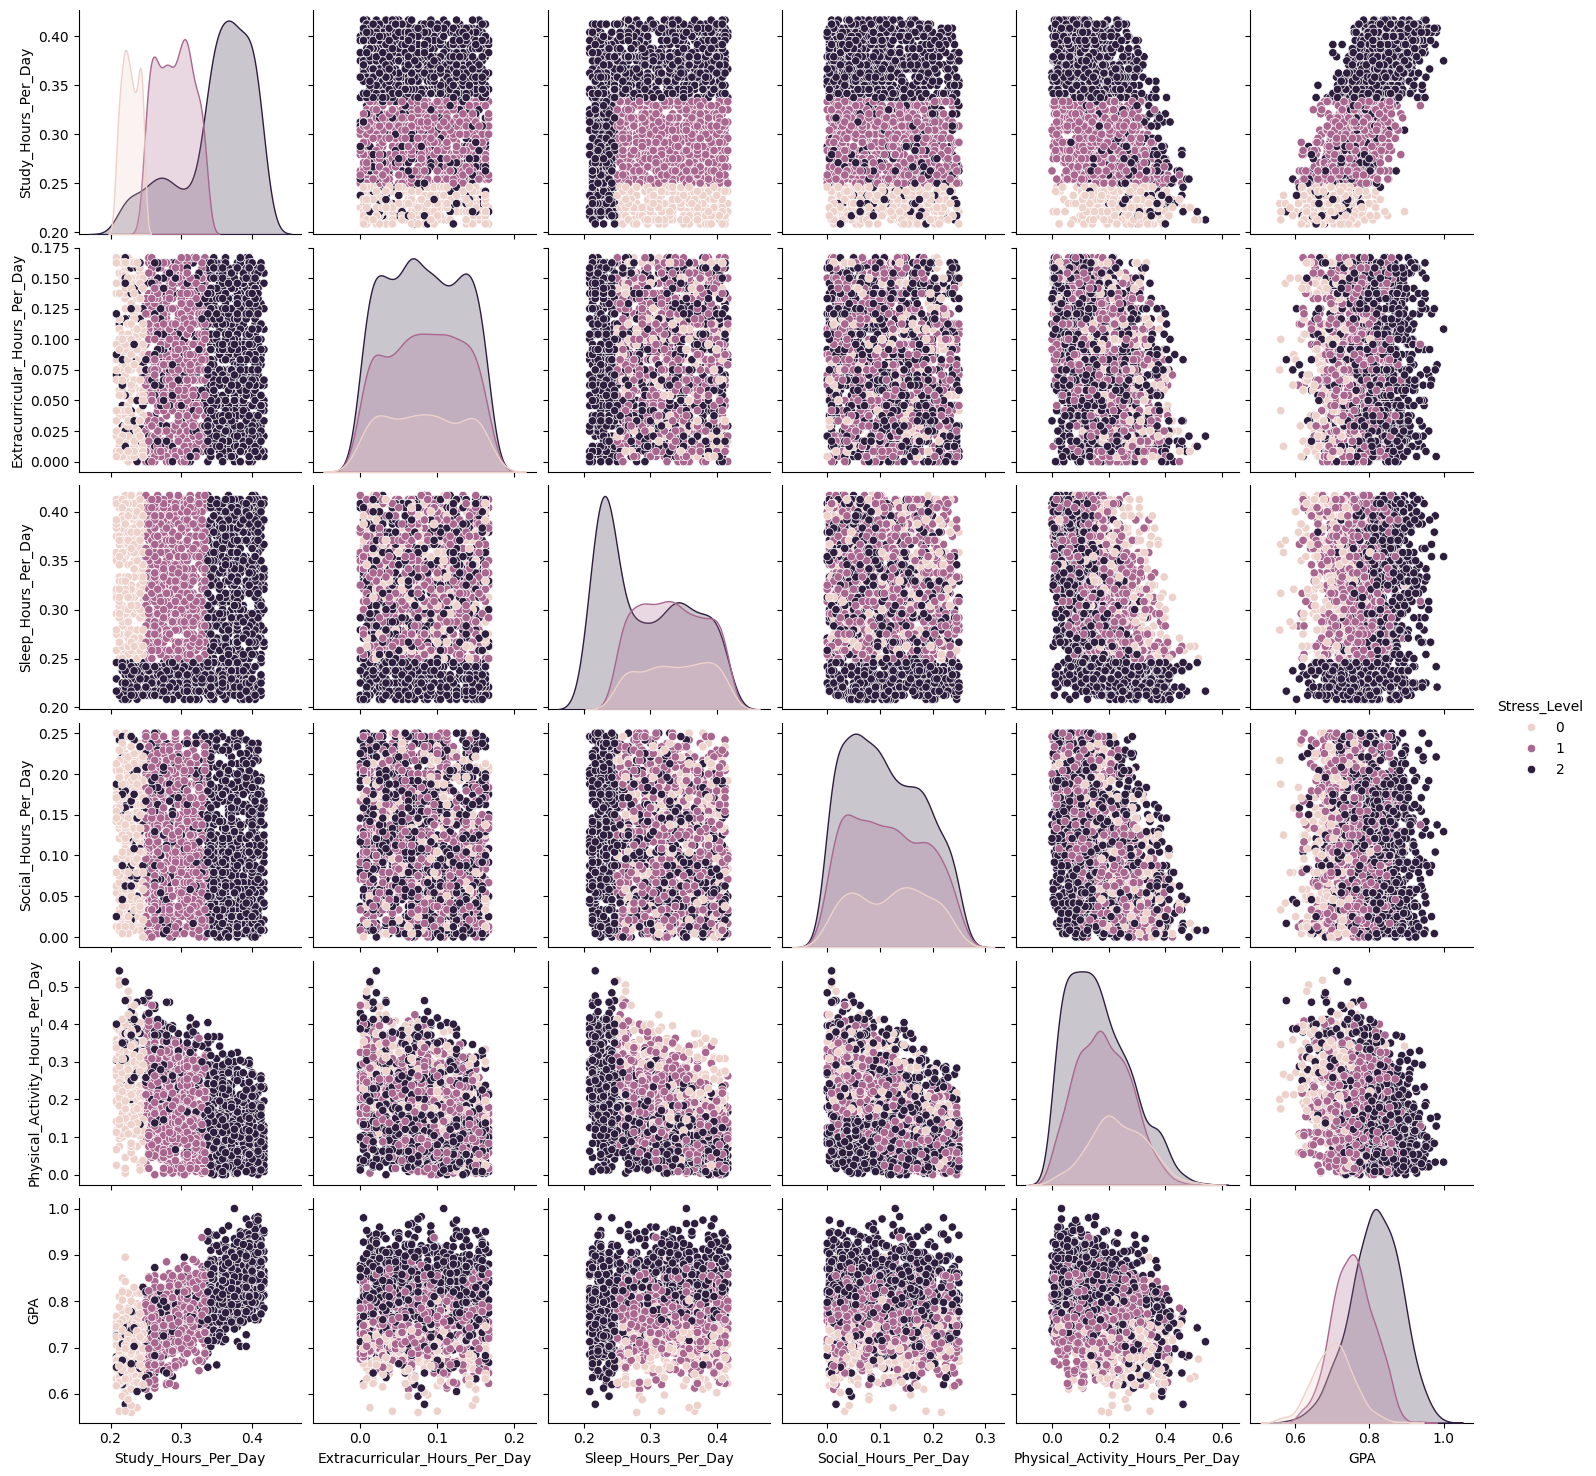 Study_Hours_Per_Day
0.40
0.35
0.30
0.25
0.20
Extracurricular_Hours_Per_Day
0.175
0.150
0.125
0.100
0.075
0.050
0.025
0.000
Sleep_Hours_Per_Day
0.40
0.35
0.30
0.25
0.20
Stress_Level
0
1
2
Social_Hours_Per_Day
0.25
0.20
0.15
0.10
0.05
0.00
Physical_Activity_Hours_Per_Day
0.5
0.4
0.3
0.2
0.1
0.0
GPA
1.0
0.9
0.8
0.7
0.6
0.2 0.3 0.4
0.0 0.1 0.2
0.2 0.3 0.4
0.0 0.1 0.2 0.3
0.0 0.2 0.4 0.6
0.6 0.8 1.0
Study_Hours_Per_Day
Extracurricular_Hours_Per_Day
Sleep_Hours_Per_Day
Social_Hours_Per_Day
Physical_Activity_Hours_Per_Day
GPA